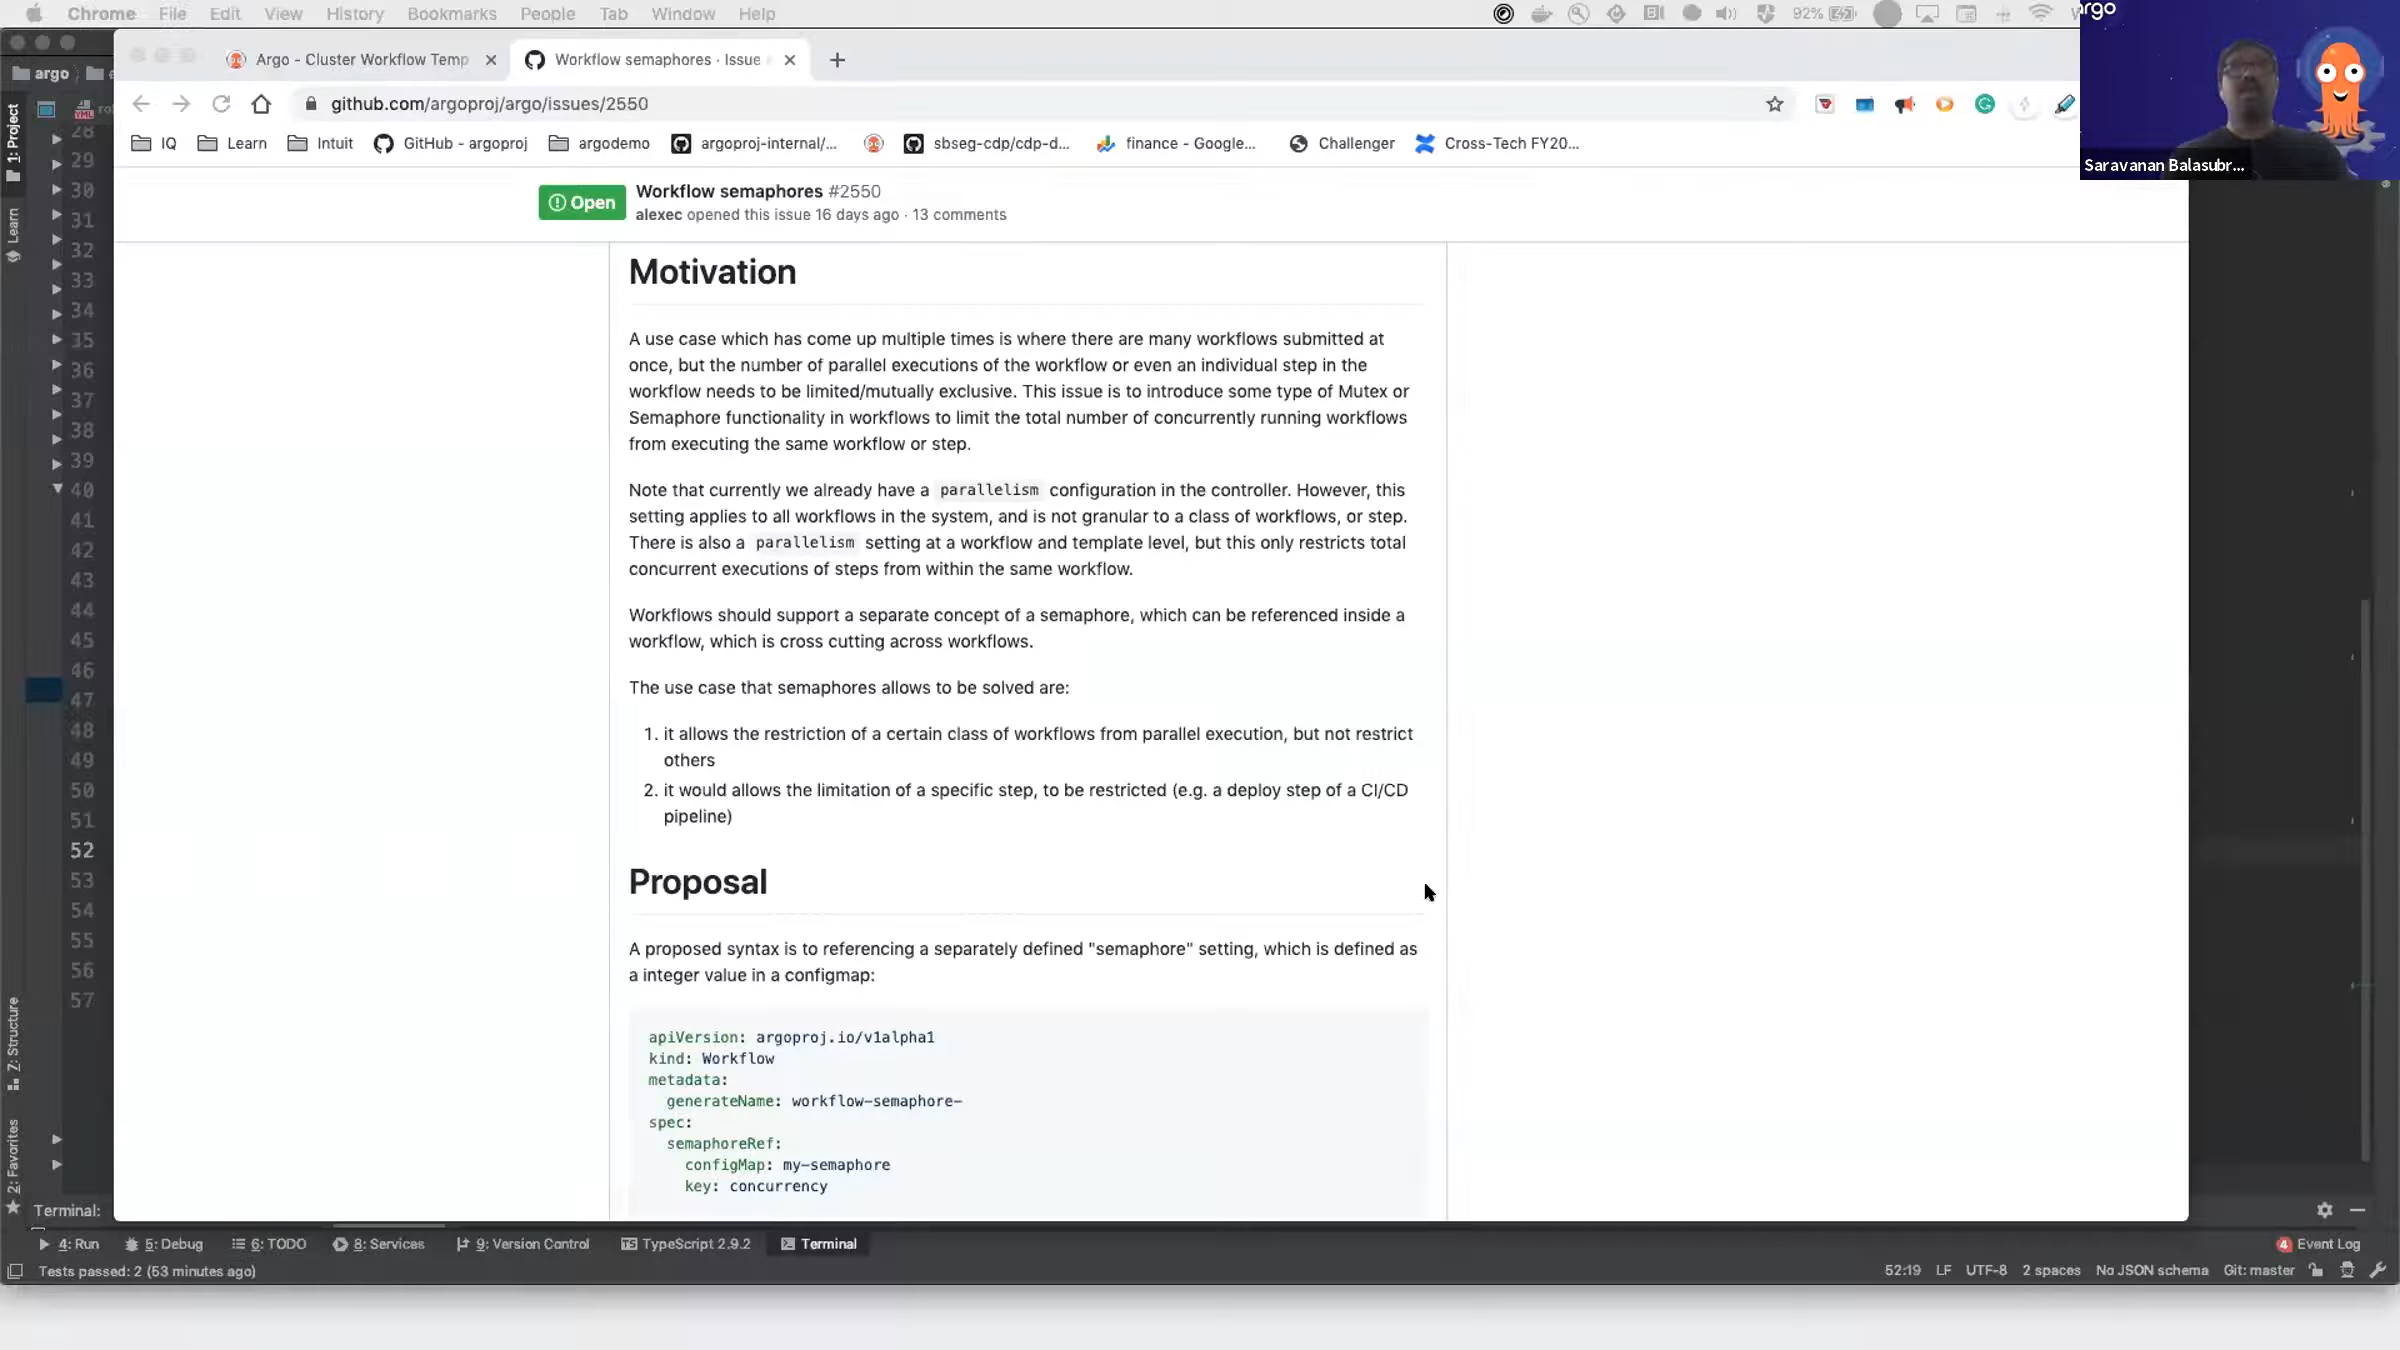 Chrome File Edit View History Bookmarks People Tab Window Help
92%
argo
Argo - Cluster Workflow Temp
Workflow semaphores · Issue
github.com/argoproj/argo/issues/2550
Saravanan Balasubr...
IQ Learn Intuit GitHub - argoproj argodemo argoproj-internal/... sbseg-cdp/cdp-d... finance - Google... Challenger Cross-Tech FY20...
argo
1: Project
Learn
Z: Structure
2: Favorites
28
29
30
31
32
33
34
35
36
37
38
39
40
41
42
43
44
45
46
47
48
49
50
51
52
53
54
55
56
57
Open
Workflow semaphores #2550
alexec opened this issue 16 days ago · 13 comments
Motivation
A use case which has come up multiple times is where there are many workflows submitted at
once, but the number of parallel executions of the workflow or even an individual step in the
workflow needs to be limited/mutually exclusive. This issue is to introduce some type of Mutex or
Semaphore functionality in workflows to limit the total number of concurrently running workflows
from executing the same workflow or step.
Note that currently we already have a parallelism configuration in the controller. However, this
setting applies to all workflows in the system, and is not granular to a class of workflows, or step.
There is also a parallelism setting at a workflow and template level, but this only restricts total
concurrent executions of steps from within the same workflow.
Workflows should support a separate concept of a semaphore, which can be referenced inside a
workflow, which is cross cutting across workflows.
The use case that semaphores allows to be solved are:
1. it allows the restriction of a certain class of workflows from parallel execution, but not restrict
others
2. it would allows the limitation of a specific step, to be restricted (e.g. a deploy step of a CI/CD
pipeline)
Proposal
A proposed syntax is to referencing a separately defined "semaphore" setting, which is defined as
a integer value in a configmap:
apiVersion: argoproj.io/v1alpha1
kind: Workflow
metadata:
generateName: workflow-semaphore-
spec:
semaphoreRef:
configMap: my-semaphore
key: concurrency
Terminal:
4: Run 5: Debug 6: TODO 8: Services 9: Version Control TypeScript 2.9.2 Terminal 4 Event Log
Tests passed: 2 (53 minutes ago) 52:19 LF UTF-8 2 spaces No JSON schema Git: master